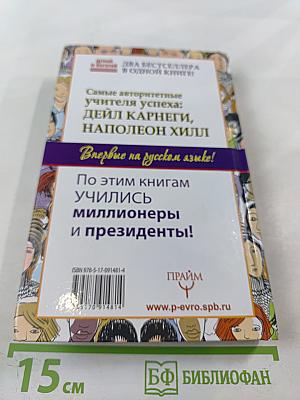 ДВА БЕСТСЕЛЛЕРА
В ОДНОЙ КНИГЕ!
Самые авторитетные
учителя успеха:
ДЕЙЛ КАРНЕГИ,
НАПОЛЕОН ХИЛЛ
Впервые на русском языке!
По этим книгам
УЧИЛИСЬ
миллионеры
и президенты!
ISBN 978-5-17-091481-4
ПРАЙМ
www.p-evro.spb.ru
15 см
БФ БИБЛИОФАН